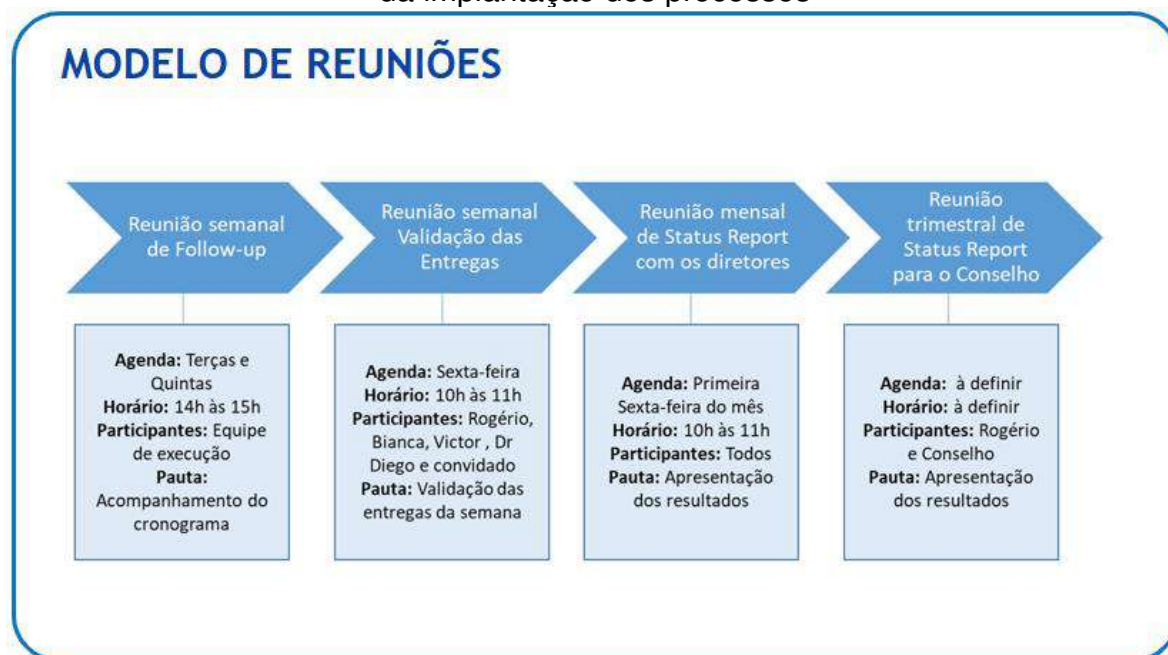 da implantação dos processos
MODELO DE REUNIÕES
Reunião semanal
de Follow-up
Reunião semanal
Validação das
Entregas
Reunião mensal
de Status Report
com os diretores
Reunião
trimestral de
Status Report
para o Conselho
Agenda: Terças e
Quintas
Horário: 14h às 15h
Participantes: Equipe
de execução
Pauta:
Acompanhamento do
cronograma
Agenda: Sexta-feira
Horário: 10h às 11h
Participantes: Rogério,
Bianca, Victor , Dr
Diego e convidado
Pauta: Validação das
entregas da semana
Agenda: Primeira
Sexta-feira do mês
Horário: 10h às 11h
Participantes: Todos
Pauta: Apresentação
dos resultados
Agenda: à definir
Horário: à definir
Participantes: Rogério
e Conselho
Pauta: Apresentação
dos resultados